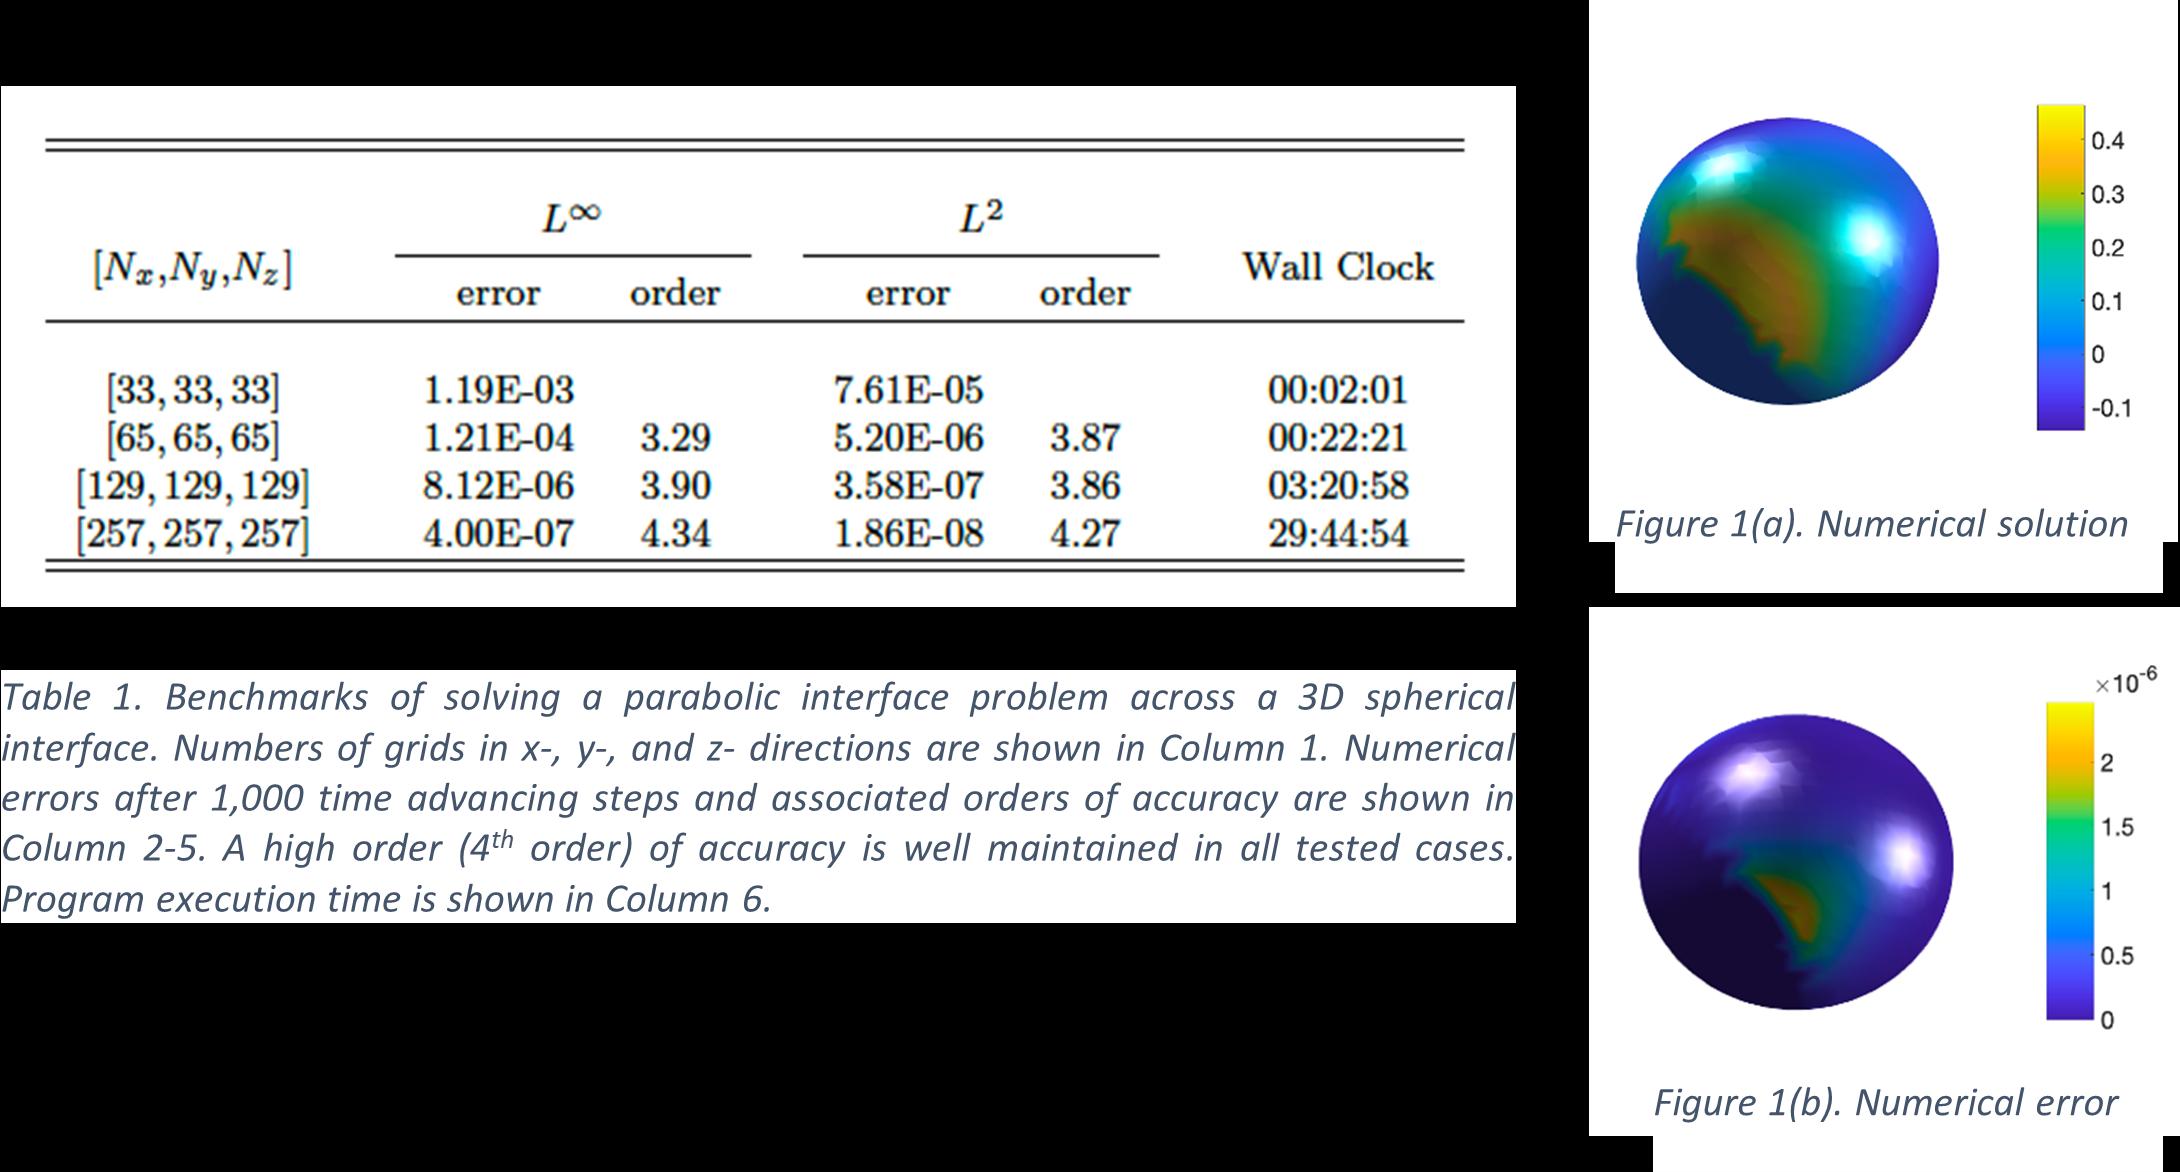 L^∞ L^2
[N_x,N_y,N_z] Wall Clock
error order error order
[33, 33, 33] 1.19E-03 7.61E-05 00:02:01
[65, 65, 65] 1.21E-04 3.29 5.20E-06 3.87 00:22:21
[129, 129, 129] 8.12E-06 3.90 3.58E-07 3.86 03:20:58
[257, 257, 257] 4.00E-07 4.34 1.86E-08 4.27 29:44:54
Table 1. Benchmarks of solving a parabolic interface problem across a 3D spherical
interface. Numbers of grids in x-, y-, and z- directions are shown in Column 1. Numerical
errors after 1,000 time advancing steps and associated orders of accuracy are shown in
Column 2-5. A high order (4th order) of accuracy is well maintained in all tested cases.
Program execution time is shown in Column 6.
0.4
0.3
0.2
0.1
0
-0.1
Figure 1(a). Numerical solution
×10^-6
2
1.5
1
0.5
0
Figure 1(b). Numerical error